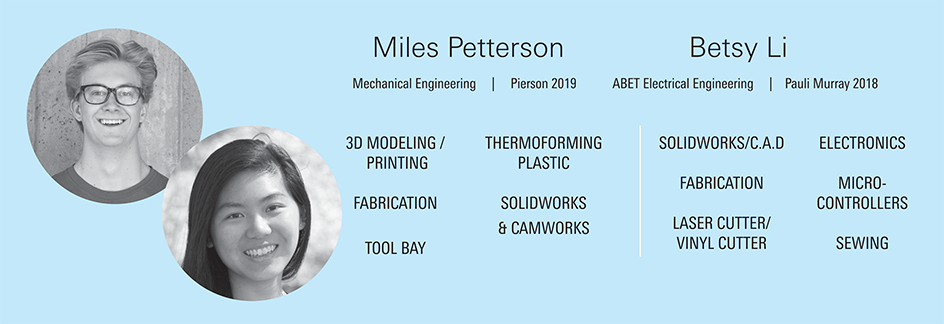 Miles Petterson
Mechanical Engineering | Pierson 2019
3D MODELING /
PRINTING
FABRICATION
TOOL BAY
THERMOFORMING
PLASTIC
SOLIDWORKS
& CAMWORKS
Betsy Li
ABET Electrical Engineering | Pauli Murray 2018
SOLIDWORKS/C.A.D
FABRICATION
LASER CUTTER/
VINYL CUTTER
ELECTRONICS
MICRO-
CONTROLLERS
SEWING